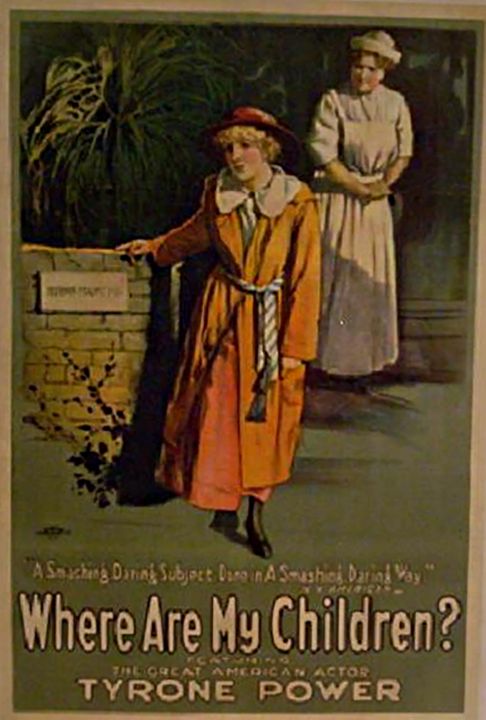 "A Smashing, Daring Subject Done in A Smashing, Daring Way."
N.Y. AMERICAN
Where Are My Children?
FEATURING
THE GREAT AMERICAN ACTOR
TYRONE POWER